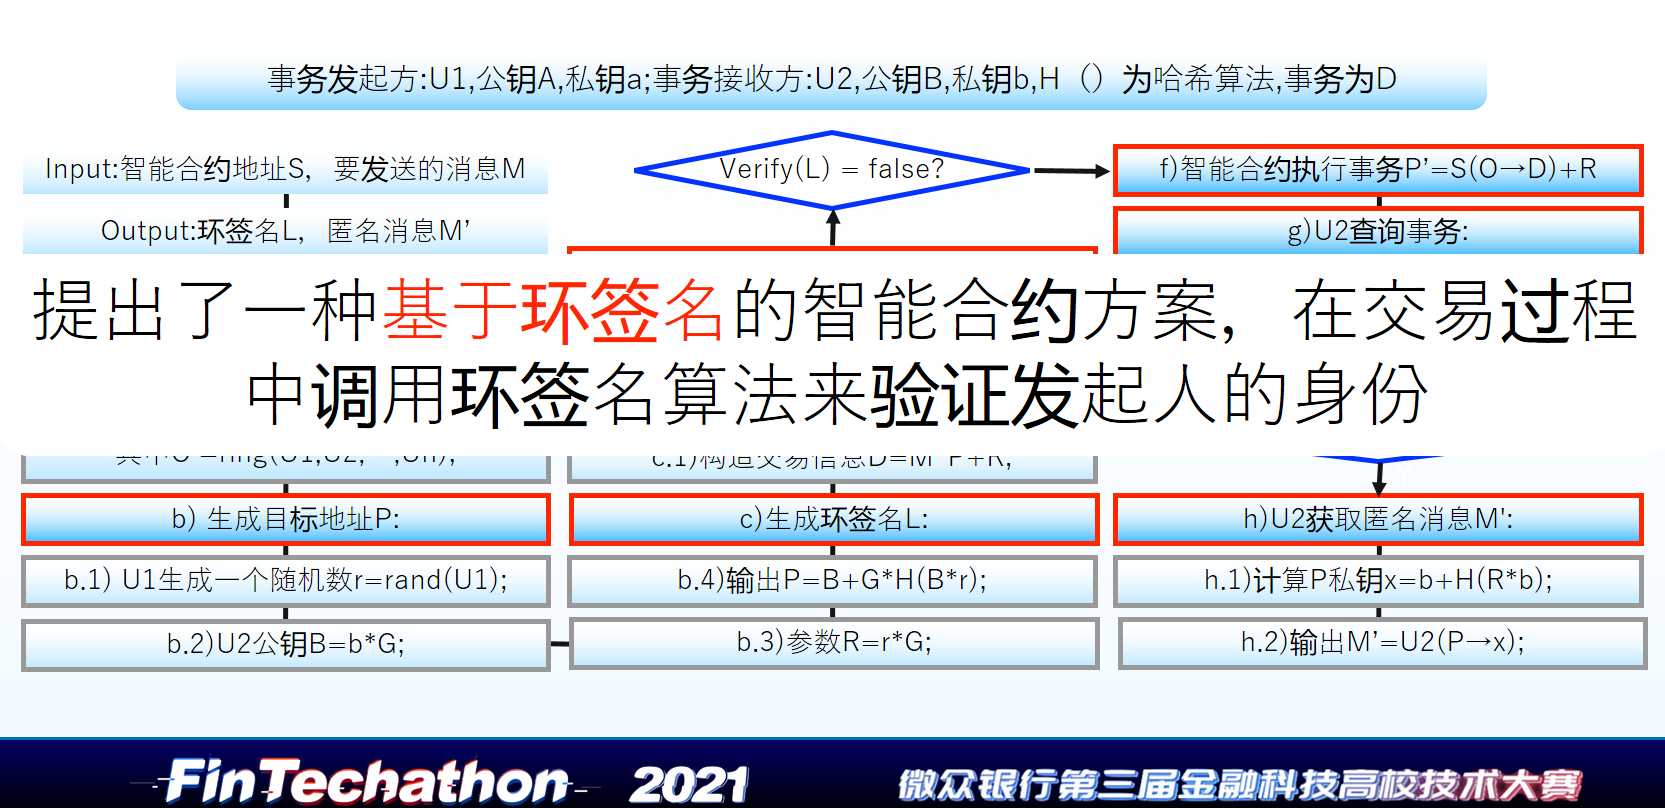 事务发起方:U1,公钥A,私钥a;事务接收方:U2,公钥B,私钥b,H（）为哈希算法,事务为D
Input:智能合约地址S，要发送的消息M
Output:环签名L，匿名消息M’
Verify(L) = false?
f)智能合约执行事务P’=S(O→D)+R
g)U2查询事务:
提出了一种基于环签名的智能合约方案，在交易过程
中调用环签名算法来验证发起人的身份
c.1)构造交易信息D=M*P+R;
b) 生成目标地址P:
b.1) U1生成一个随机数r=rand(U1);
b.2)U2公钥B=b*G;
c)生成环签名L:
b.4)输出P=B+G*H(B*r);
b.3)参数R=r*G;
h)U2获取匿名消息M':
h.1)计算P私钥x=b+H(R*b);
h.2)输出M’=U2(P→x);
FinTechathon 2021
微众银行第三届金融科技高校技术大赛